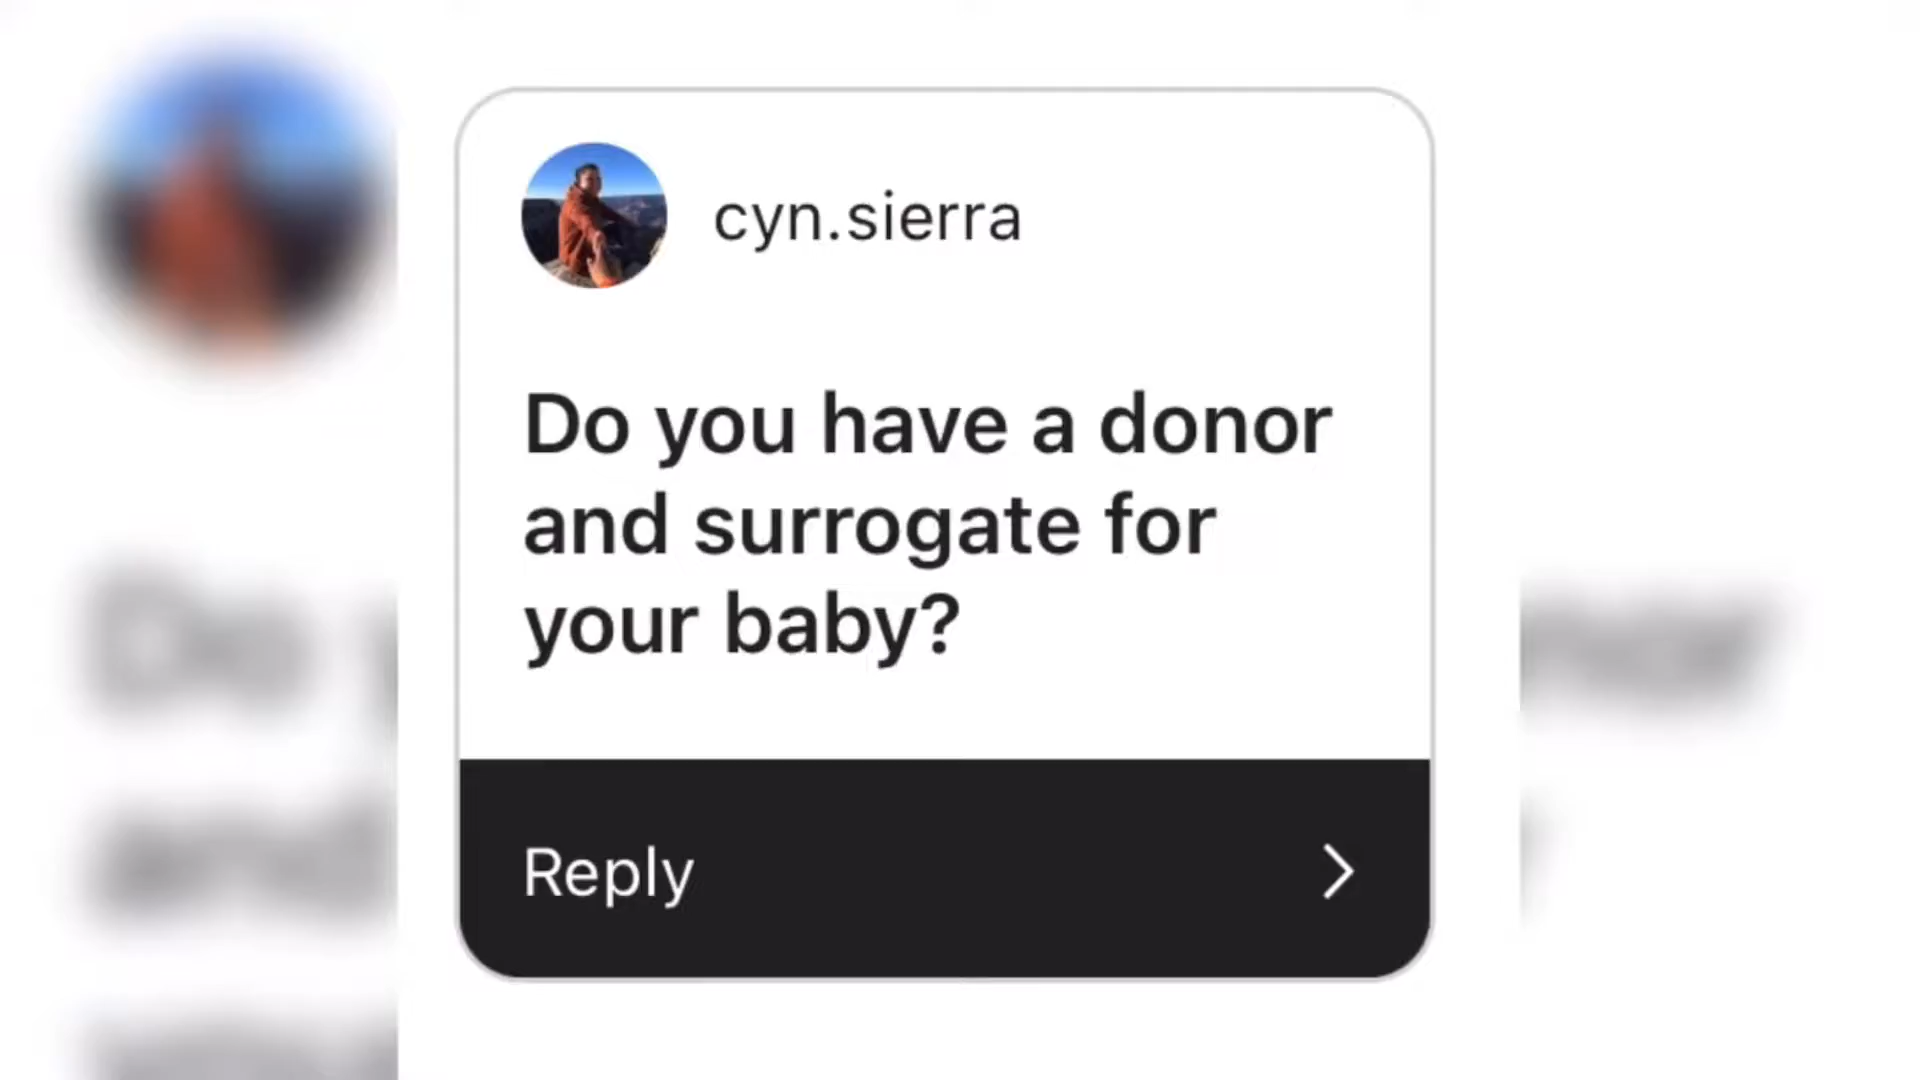 cyn.sierra
Do you have a donor
and surrogate for
your baby?
Reply